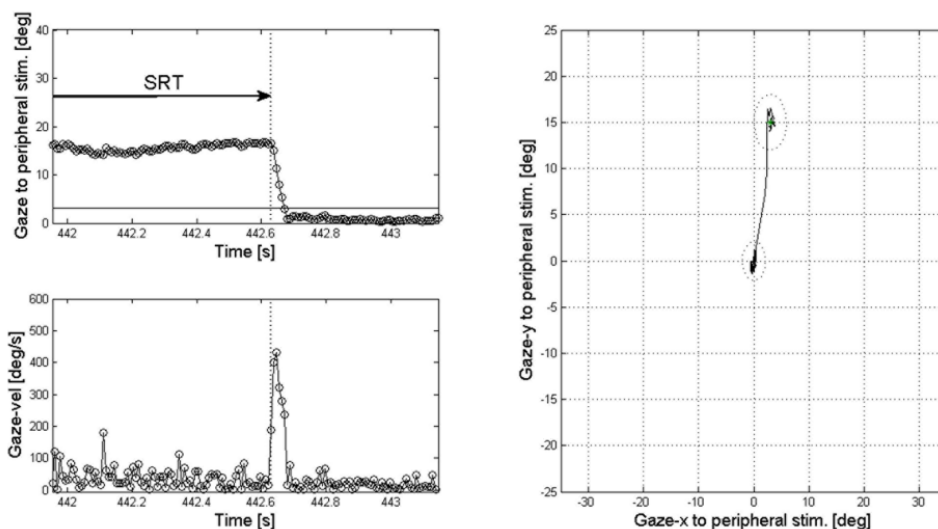 Gaze to peripheral stim. [deg]
40
30
20
10
0
SRT
442 442.2 442.4 442.6 442.8 443
Time [s]
Gaze-vel [deg/s]
600
500
400
300
200
100
0
442 442.2 442.4 442.6 442.8 443
Time [s]
Gaze-y to peripheral stim. [deg]
25
20
15
10
5
0
-5
-10
-15
-20
-25
-30 -20 -10 0 10 20 30
Gaze-x to peripheral stim. [deg]